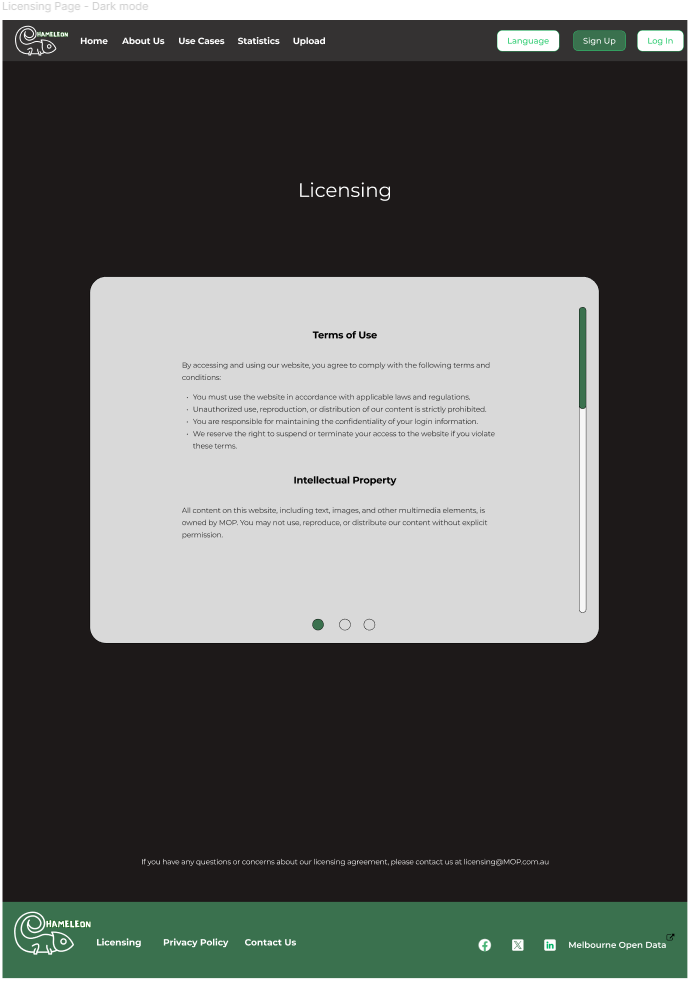 Licensing Page - Dark mode
HAMELEON Home About Us Use Cases Statistics Upload Language Sign Up Log In
Licensing
Terms of Use
By accessing and using our website, you agree to comply with the following terms and
conditions:
• You must use the website in accordance with applicable laws and regulations.
• Unauthorized use, reproduction, or distribution of our content is strictly prohibited.
• You are responsible for maintaining the confidentiality of your login information.
• We reserve the right to suspend or terminate your access to the website if you violate
these terms.
Intellectual Property
All content on this website, including text, images, and other multimedia elements, is
owned by MOP. You may not use, reproduce, or distribute our content without explicit
permission.
If you have any questions or concerns about our licensing agreement, please contact us at licensing@MOP.com.au
HAMELEON
Licensing Privacy Policy Contact Us Melbourne Open Data